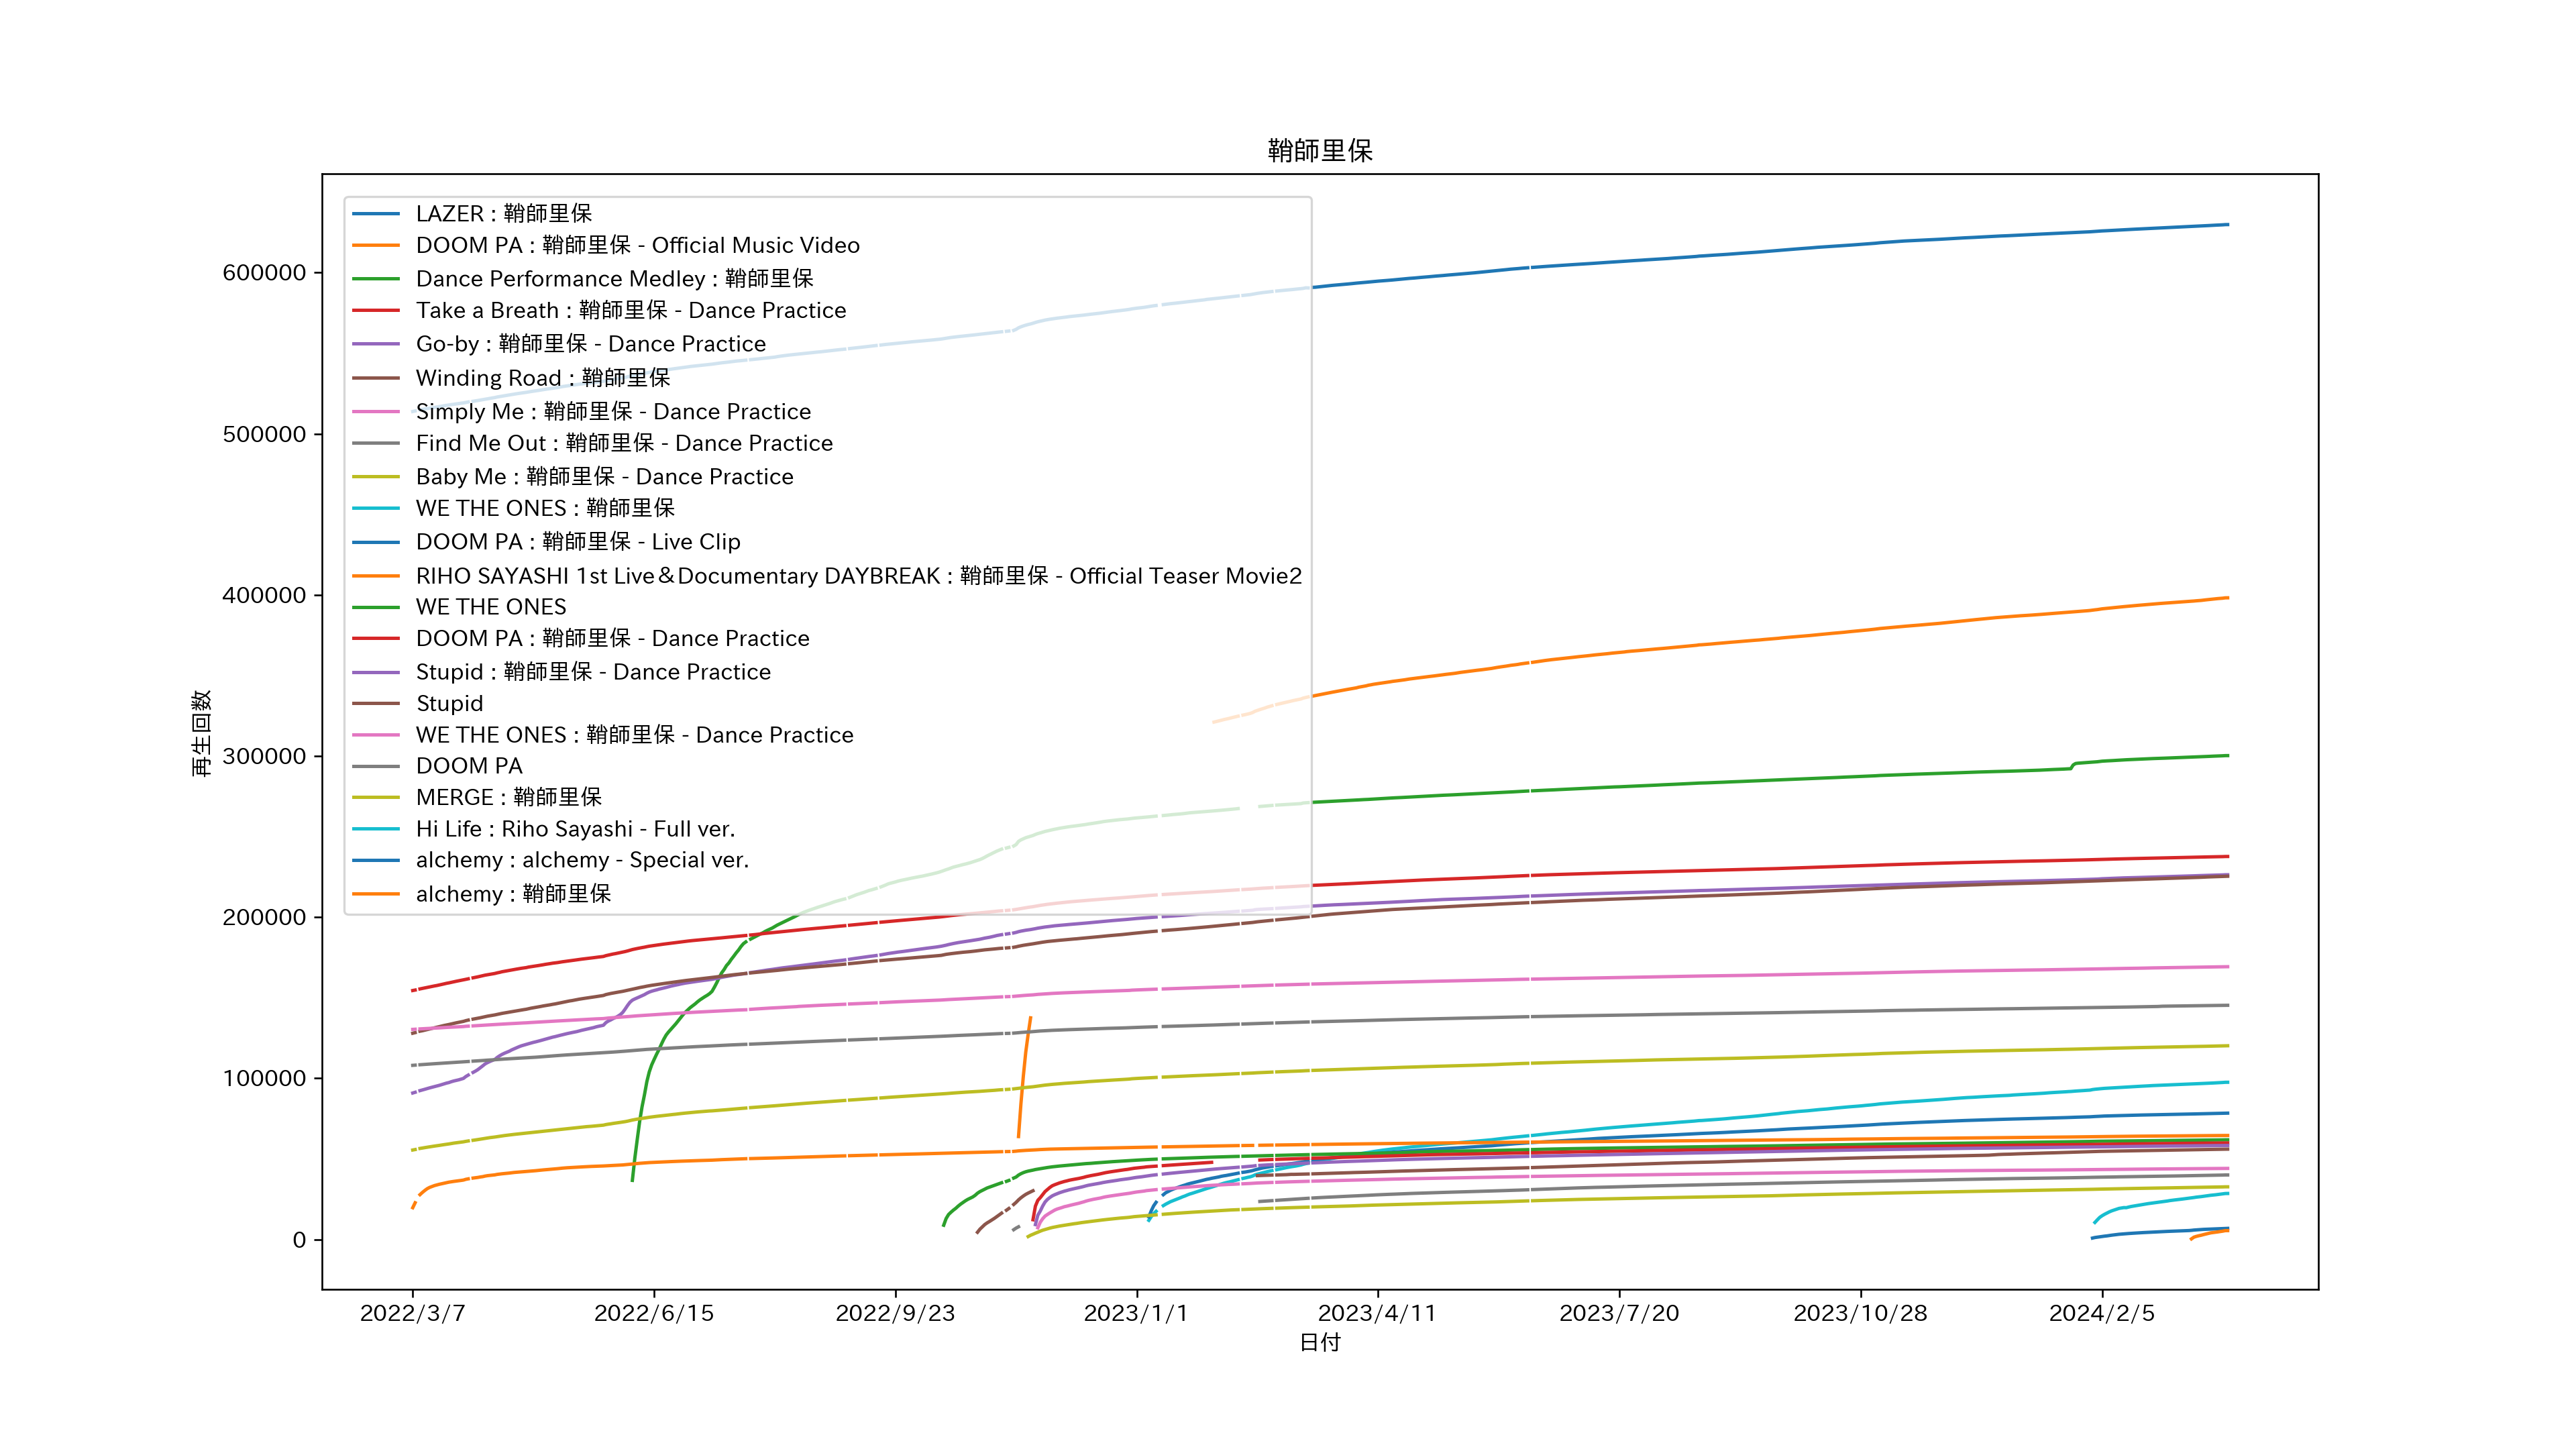 鞘師里保
LAZER : 鞘師里保
DOOM PA : 鞘師里保 - Official Music Video
Dance Performance Medley : 鞘師里保
Take a Breath : 鞘師里保 - Dance Practice
Go-by : 鞘師里保 - Dance Practice
Winding Road : 鞘師里保
Simply Me : 鞘師里保 - Dance Practice
Find Me Out : 鞘師里保 - Dance Practice
Baby Me : 鞘師里保 - Dance Practice
WE THE ONES : 鞘師里保
DOOM PA : 鞘師里保 - Live Clip
RIHO SAYASHI 1st Live＆Documentary DAYBREAK : 鞘師里保 - Official Teaser Movie2
WE THE ONES
DOOM PA : 鞘師里保 - Dance Practice
Stupid : 鞘師里保 - Dance Practice
Stupid
WE THE ONES : 鞘師里保 - Dance Practice
DOOM PA
MERGE : 鞘師里保
Hi Life : Riho Sayashi - Full ver.
alchemy : alchemy - Special ver.
alchemy : 鞘師里保
600000
500000
400000
300000
200000
100000
0
再生回数
2022/3/7 2022/6/15 2022/9/23 2023/1/1 2023/4/11 2023/7/20 2023/10/28 2024/2/5
日付